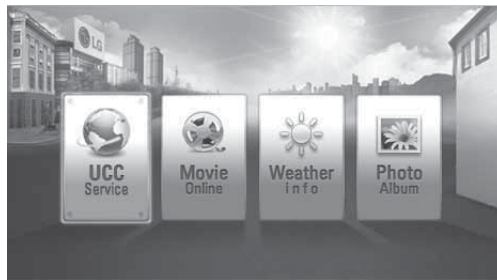 LG
UCC
Service
Movie
Online
Weather
info
Photo
Album